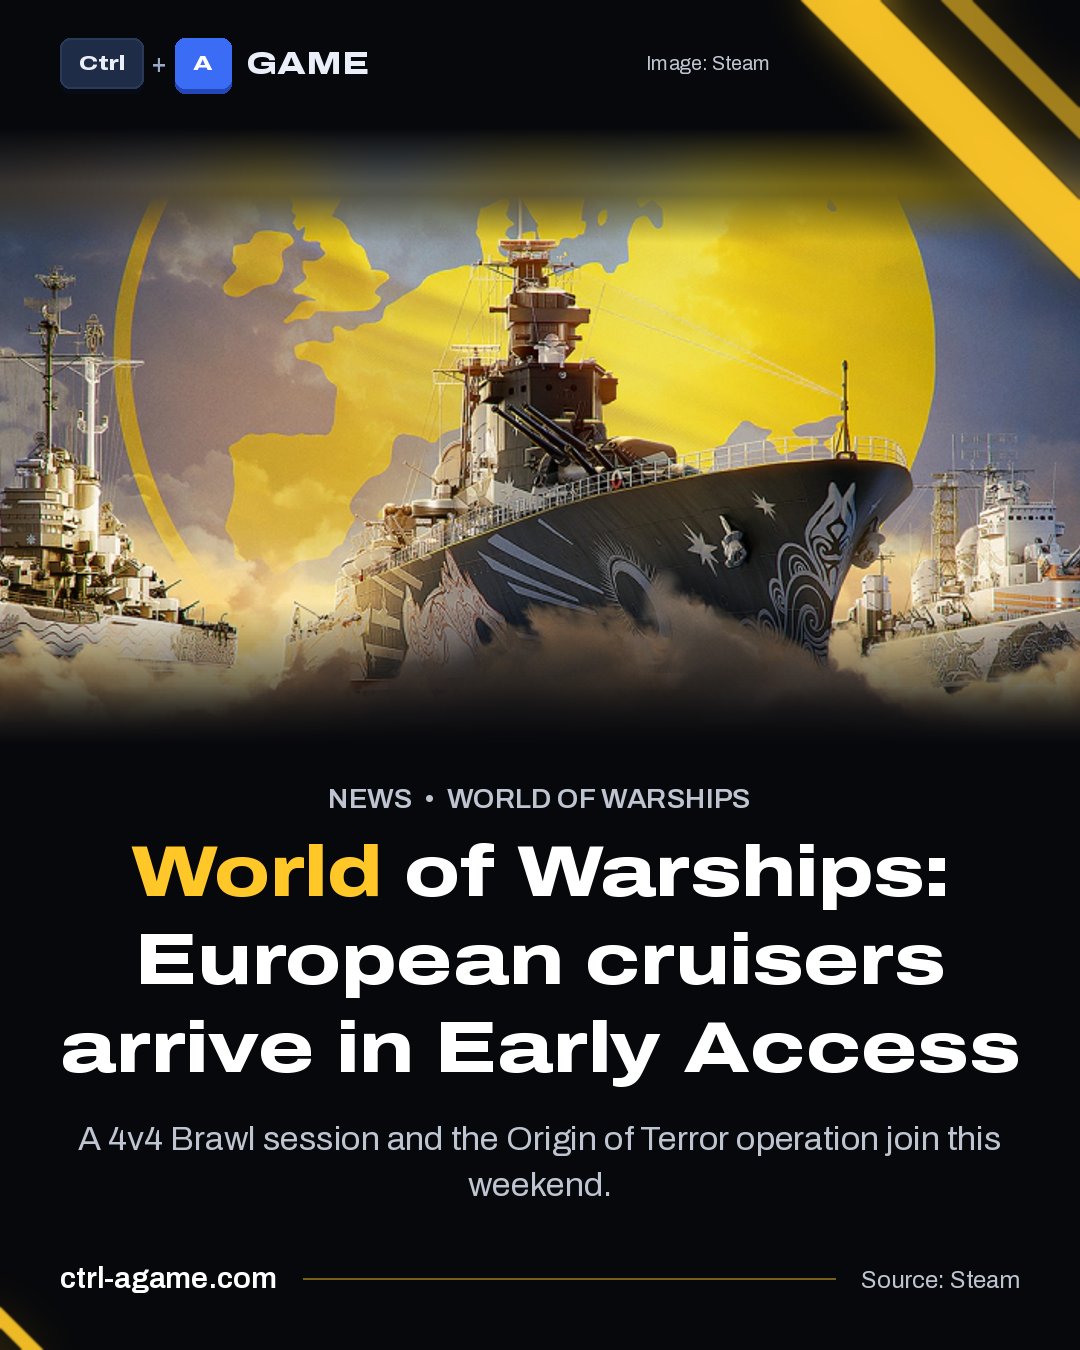 Ctrl + A GAME
Image: Steam
NEWS • WORLD OF WARSHIPS
World of Warships:
European cruisers
arrive in Early Access
A 4v4 Brawl session and the Origin of Terror operation join this
weekend.
ctrl-agame.com
Source: Steam